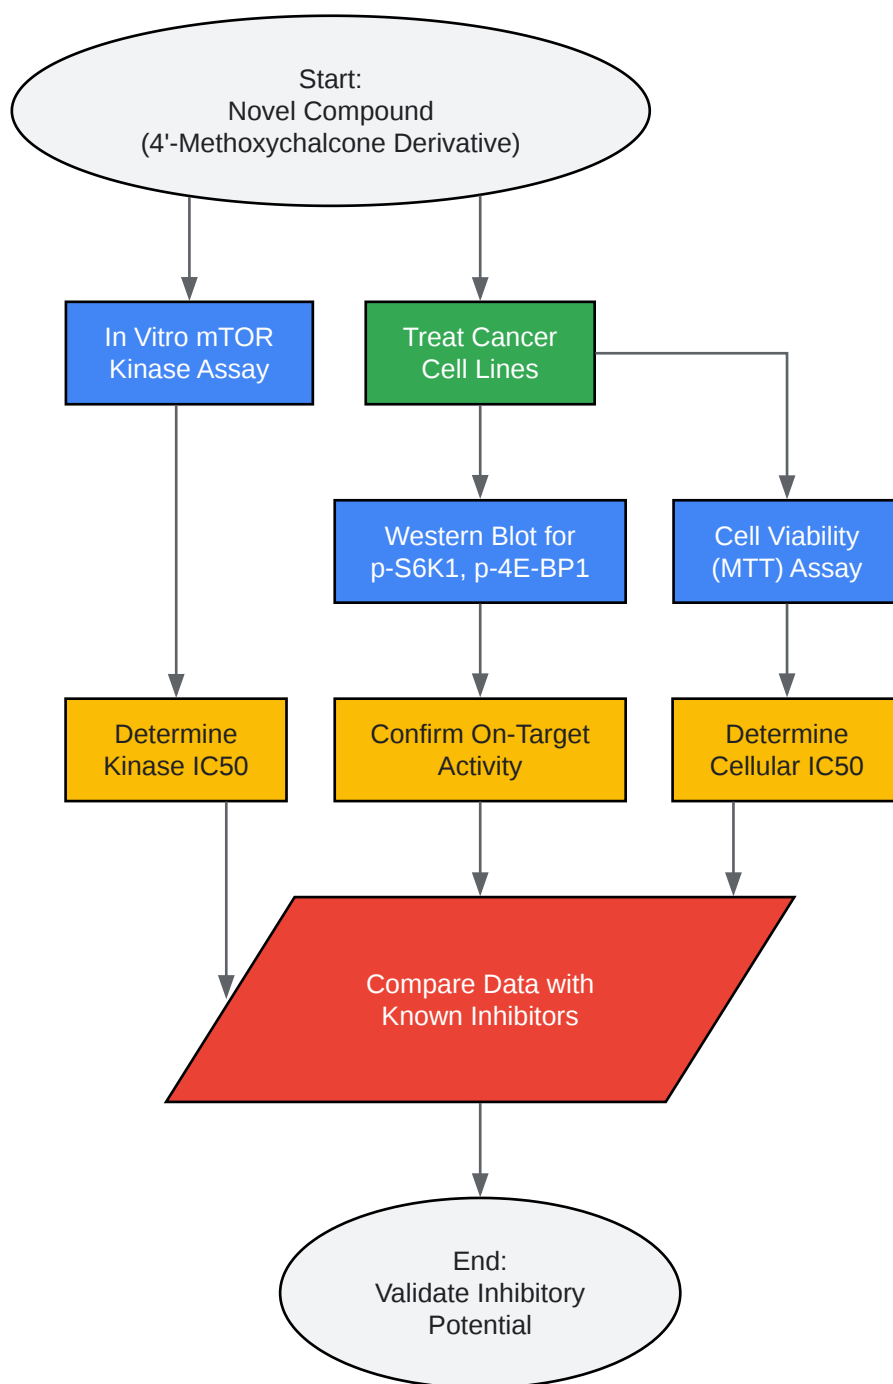 Start:
Novel Compound
(4'-Methoxychalcone Derivative)
In Vitro mTOR
Kinase Assay
Treat Cancer
Cell Lines
Western Blot for
p-S6K1, p-4E-BP1
Cell Viability
(MTT) Assay
Determine
Kinase IC50
Confirm On-Target
Activity
Determine
Cellular IC50
Compare Data with
Known Inhibitors
End:
Validate Inhibitory
Potential